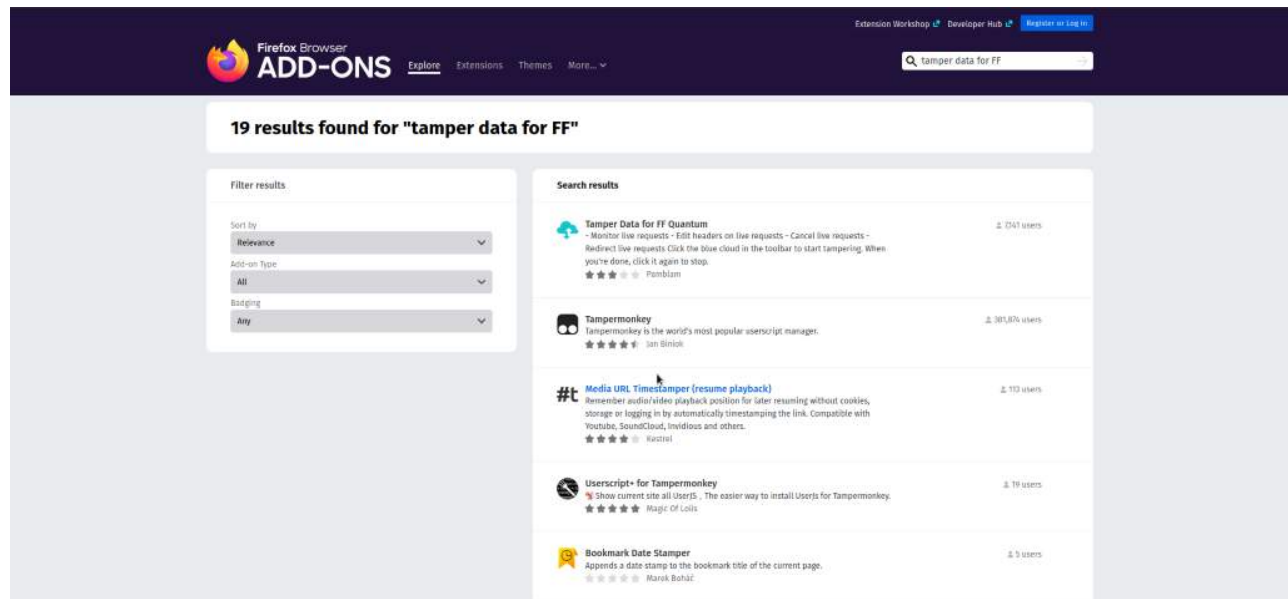 Extension Workshop Developer Hub Register or Log in
Firefox Browser
ADD-ONS Explore Extensions Themes More...
tamper data for FF
19 results found for "tamper data for FF"
Filter results
Sort by
Relevance
Add-on Type
All
Badging
Any
Search results
Tamper Data for FF Quantum
- Monitor live requests - Edit headers on live requests - Cancel live requests -
Redirect live requests Click the blue cloud in the toolbar to start tampering. When
you're done, click it again to stop.
Pamblam
users
Tampermonkey
Tampermonkey is the world's most popular userscript manager.
Jan Biniok
381,874 users
#t
Media URL Timestamper (resume playback)
Remember audio/video playback position for later resuming without cookies,
storage or logging in by automatically timestamping the link. Compatible with
Youtube, SoundCloud, Invidious and others.
Kestrel
113 users
Userscript+ for Tampermonkey
Show current site all UserJS , The easier way to install UserJs for Tampermonkey.
Magic Of Lolis
19 users
Bookmark Date Stamper
Appends a date stamp to the bookmark title of the current page.
Marek Boháč
5 users